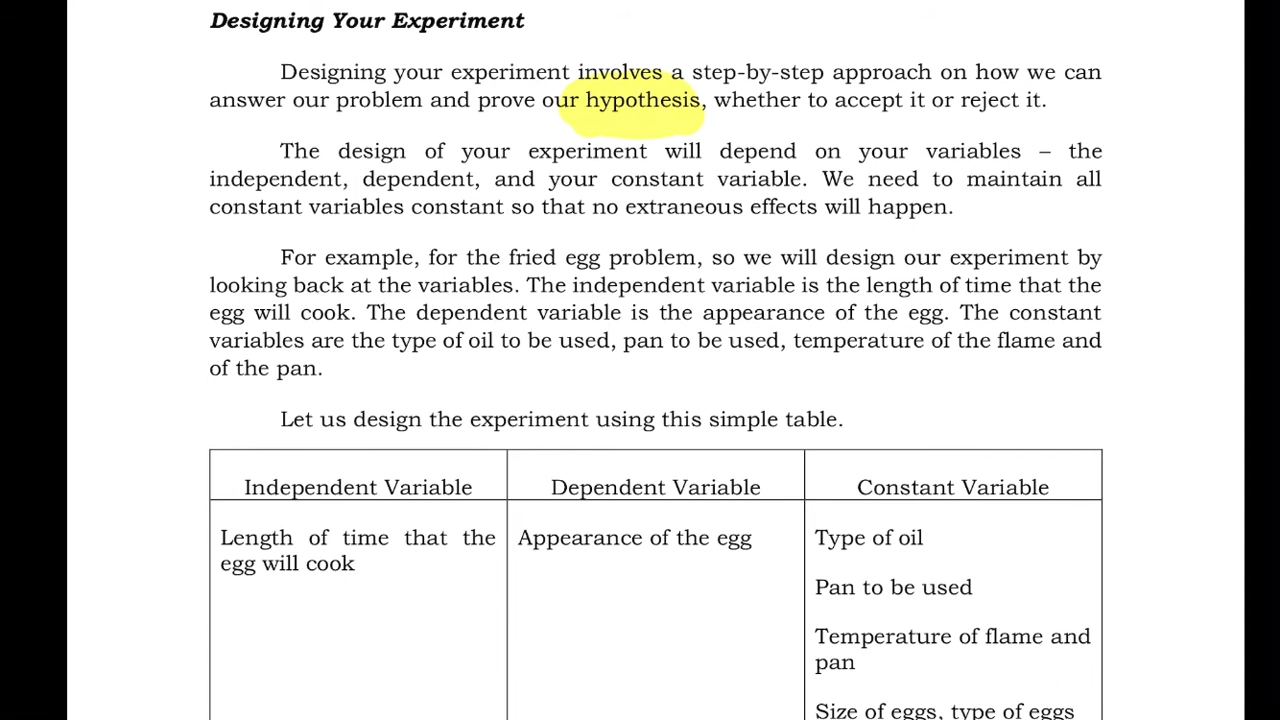 Designing Your Experiment
Designing your experiment involves a step-by-step approach on how we can
answer our problem and prove our hypothesis, whether to accept it or reject it.
The design of your experiment will depend on your variables – the
independent, dependent, and your constant variable. We need to maintain all
constant variables constant so that no extraneous effects will happen.
For example, for the fried egg problem, so we will design our experiment by
looking back at the variables. The independent variable is the length of time that the
egg will cook. The dependent variable is the appearance of the egg. The constant
variables are the type of oil to be used, pan to be used, temperature of the flame and
of the pan.
Let us design the experiment using this simple table.
Independent Variable
Dependent Variable
Constant Variable
Length of time that the
egg will cook
Appearance of the egg
Type of oil
Pan to be used
Temperature of flame and
pan
Size of eggs, type of eggs